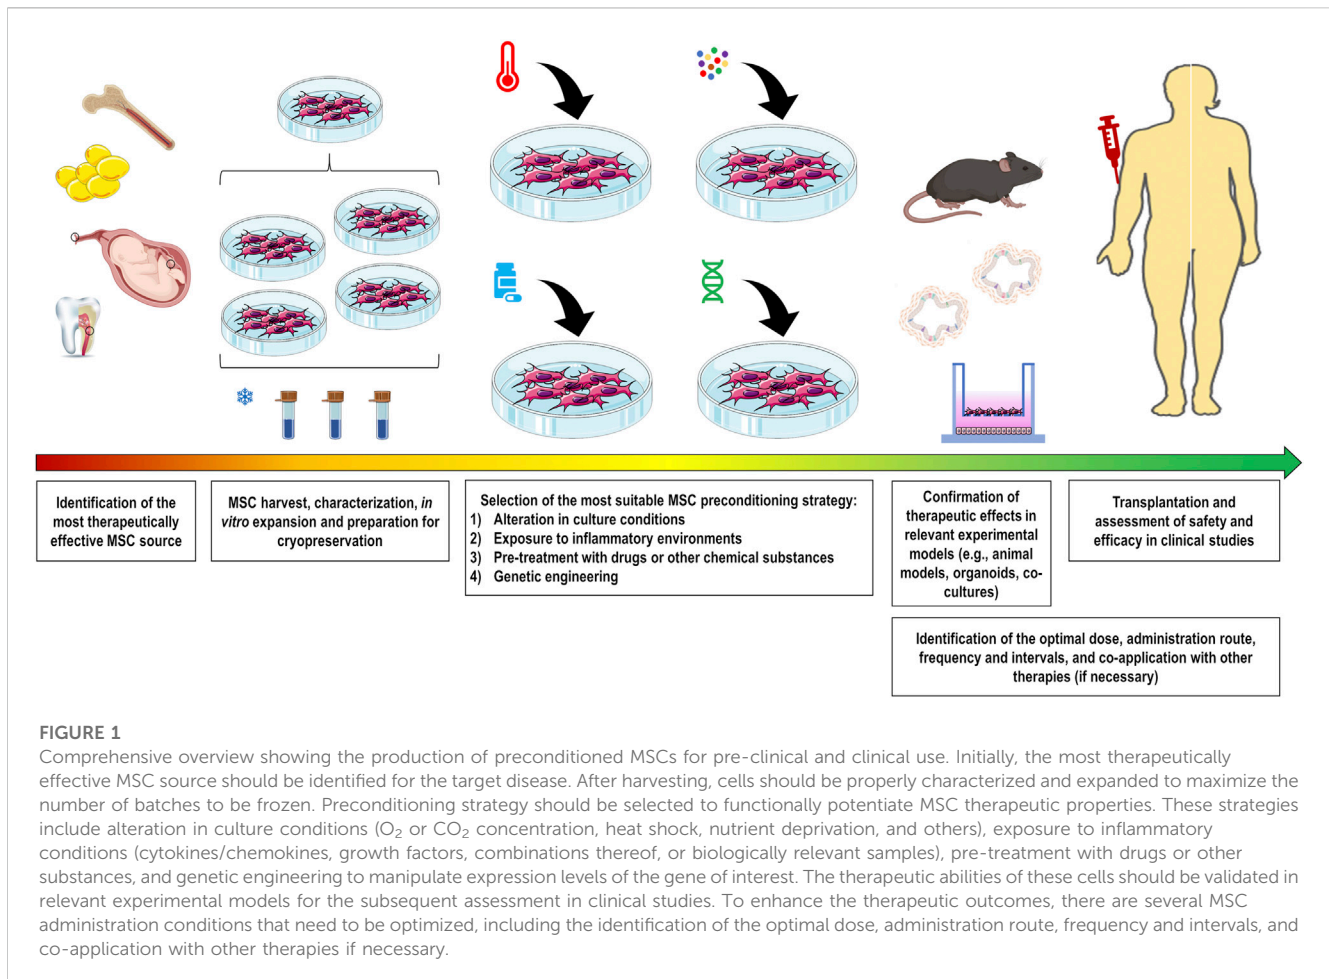 Identification of the
most therapeutically
effective MSC source
MSC harvest, characterization, in
vitro expansion and preparation for
cryopreservation
Selection of the most suitable MSC preconditioning strategy:
1) Alteration in culture conditions
2) Exposure to inflammatory environments
3) Pre-treatment with drugs or other chemical substances
4) Genetic engineering
Confirmation of
therapeutic effects in
relevant experimental
models (e.g., animal
models, organoids, co-
cultures)
Transplantation and
assessment of safety and
efficacy in clinical studies
Identification of the optimal dose, administration route,
frequency and intervals, and co-application with other
therapies (if necessary)
FIGURE 1
Comprehensive overview showing the production of preconditioned MSCs for pre-clinical and clinical use. Initially, the most therapeutically
effective MSC source should be identified for the target disease. After harvesting, cells should be properly characterized and expanded to maximize the
number of batches to be frozen. Preconditioning strategy should be selected to functionally potentiate MSC therapeutic properties. These strategies
include alteration in culture conditions (O₂ or CO₂ concentration, heat shock, nutrient deprivation, and others), exposure to inflammatory
conditions (cytokines/chemokines, growth factors, combinations thereof, or biologically relevant samples), pre-treatment with drugs or other
substances, and genetic engineering to manipulate expression levels of the gene of interest. The therapeutic abilities of these cells should be validated in
relevant experimental models for the subsequent assessment in clinical studies. To enhance the therapeutic outcomes, there are several MSC
administration conditions that need to be optimized, including the identification of the optimal dose, administration route, frequency and intervals, and
co-application with other therapies if necessary.